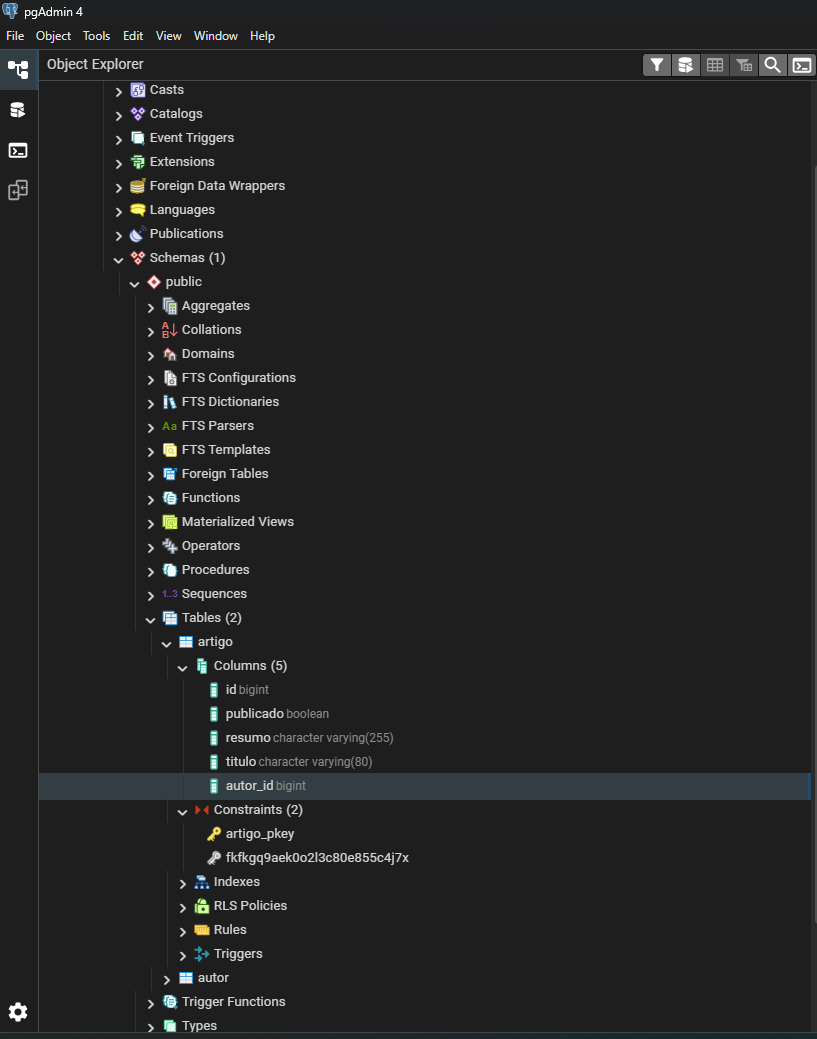 pgAdmin 4
File Object Tools Edit View Window Help
Object Explorer
Casts
Catalogs
Event Triggers
Extensions
Foreign Data Wrappers
Languages
Publications
Schemas (1)
public
Aggregates
Collations
Domains
FTS Configurations
FTS Dictionaries
Aa FTS Parsers
FTS Templates
Foreign Tables
Functions
Materialized Views
Operators
Procedures
1..3 Sequences
Tables (2)
artigo
Columns (5)
id bigint
publicado boolean
resumo character varying(255)
titulo character varying(80)
autor_id bigint
Constraints (2)
artigo_pkey
fkfkgq9aek0o2l3c80e855c4j7x
Indexes
RLS Policies
Rules
Triggers
autor
Trigger Functions
Types